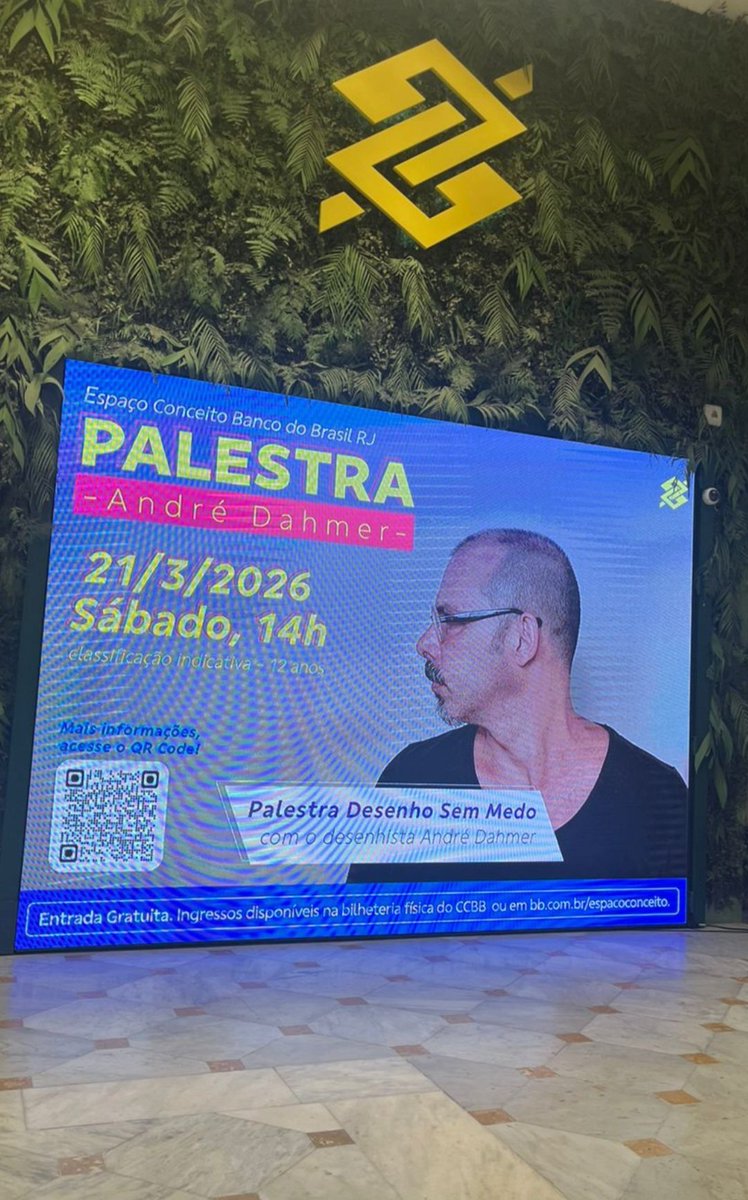 Espaço Conceito Banco do Brasil RJ
PALESTRA
-André Dahmer-
21/3/2026
Sábado, 14h
classificação indicativa - 12 anos
Mais informações,
acesse o QR Code!
Palestra Desenho Sem Medo
com o desenhista André Dahmer
Entrada Gratuita. Ingressos disponíveis na bilheteria física do CCBB ou em bb.com.br/espacoconceito.